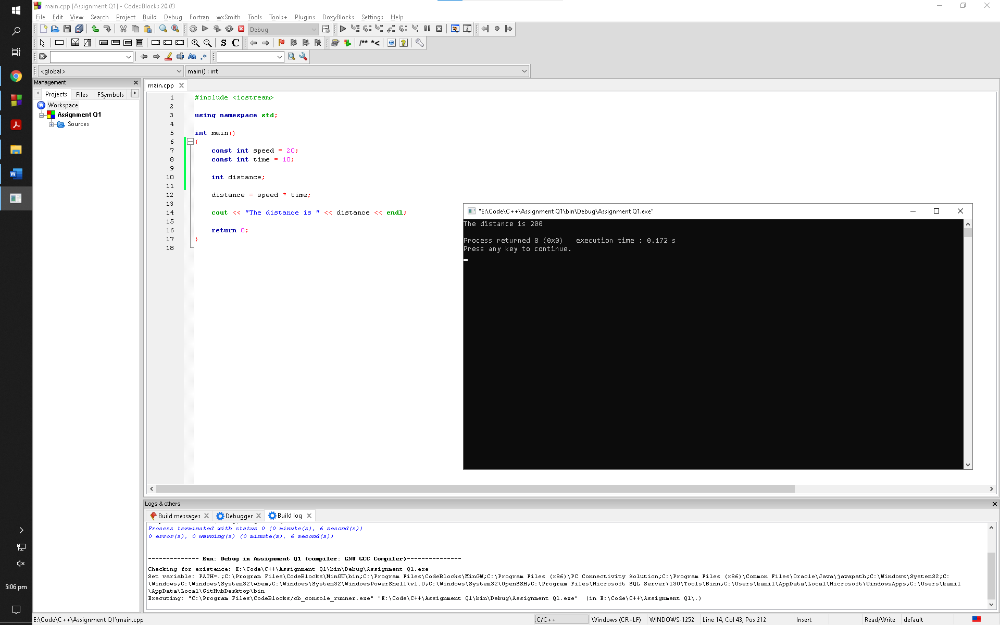 main.cpp [Assignment Q1] - Code::Blocks 20.03
File Edit View Search Project Build Debug Fortran wxSmith Tools Tools+ Plugins DoxyBlocks Settings Help
Debug
S C /** *<
Aa .*
<global> main() : int
Management
Projects Files FSymbols
Workspace
Assignment Q1
Sources
main.cpp
1 #include <iostream>
2
3 using namespace std;
4
5 int main()
6 {
7 const int speed = 20;
8 const int time = 10;
9
10 int distance;
11
12 distance = speed * time;
13
14 cout << "The distance is " << distance << endl;
15
16 return 0;
17 }
18
"E:\Code\C++\Assignment Q1\bin\Debug\Assignment Q1.exe"
The distance is 200
Process returned 0 (0x0) execution time : 0.172 s
Press any key to continue.
Logs & others
Build messages Debugger Build log
Process terminated with status 0 (0 minute(s), 6 second(s))
0 error(s), 0 warning(s) (0 minute(s), 6 second(s))
-------------- Run: Debug in Assignment Q1 (compiler: GNU GCC Compiler)---------------
Checking for existence: E:\Code\C++\Assignment Q1\bin\Debug\Assignment Q1.exe
Set variable: PATH=.;C:\Program Files\CodeBlocks\MinGW\bin;C:\Program Files\CodeBlocks\MinGW;C:\Program Files (x86)\PC Connectivity Solution;C:\Program Files (x86)\Common Files\Oracle\Java\javapath;C:\Windows\System32;C:
\Windows;C:\Windows\System32\wbem;C:\Windows\System32\WindowsPowerShell\v1.0;C:\Windows\System32\OpenSSH;C:\Program Files\Microsoft SQL Server\130\Tools\Binn;C:\Users\kamil\AppData\Local\Microsoft\WindowsApps;C:\Users\kamil
\AppData\Local\GitHubDesktop\bin
Executing: "C:\Program Files\CodeBlocks/cb_console_runner.exe" "E:\Code\C++\Assignment Q1\bin\Debug\Assignment Q1.exe" (in E:\Code\C++\Assignment Q1\.)
5:06 pm
E:\Code\C++\Assignment Q1\main.cpp C/C++ Windows (CR+LF) WINDOWS-1252 Line 14, Col 43, Pos 212 Insert Read/Write default